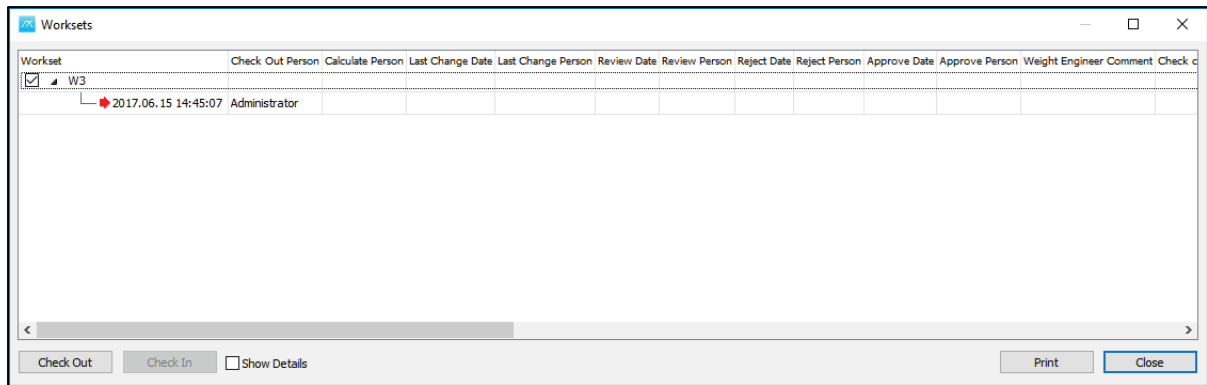 Worksets
Workset Check Out Person Calculate Person Last Change Date Last Change Person Review Date Review Person Reject Date Reject Person Approve Date Approve Person Weight Engineer Comment Check c
W3
2017.06.15 14:45:07 Administrator
Check Out Check In Show Details Print Close